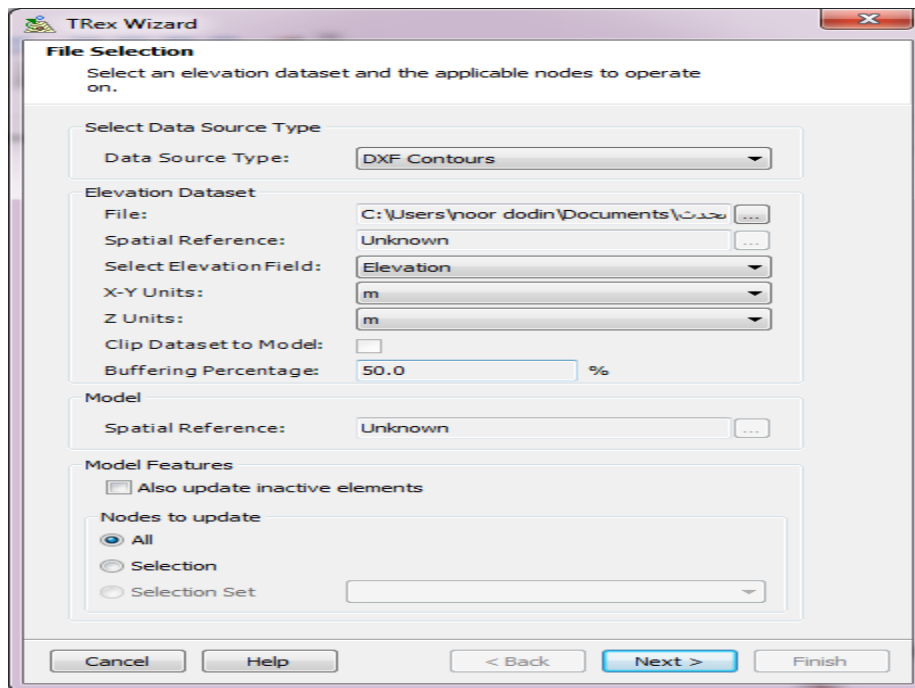 TRex Wizard
File Selection
Select an elevation dataset and the applicable nodes to operate
on.
Select Data Source Type
Data Source Type: DXF Contours
Elevation Dataset
File: C:\Users\noor dodin\Documents\ ...
Spatial Reference: Unknown ...
Select Elevation Field: Elevation
X-Y Units: m
Z Units: m
Clip Dataset to Model:
Buffering Percentage: 50.0 %
Model
Spatial Reference: Unknown ...
Model Features
Also update inactive elements
Nodes to update
All
Selection
Selection Set
Cancel Help < Back Next > Finish